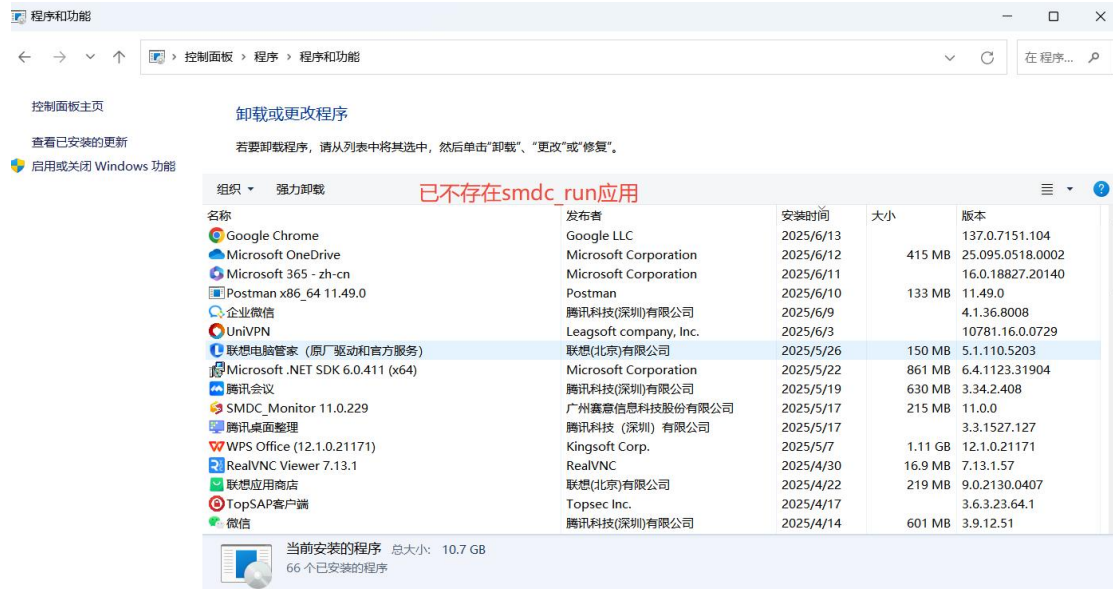 程序和功能
控制面板 › 程序 › 程序和功能
在 程序...
控制面板主页
查看已安装的更新
启用或关闭 Windows 功能
卸载或更改程序
若要卸载程序，请从列表中将其选中，然后单击"卸载"、"更改"或"修复"。
组织 强力卸载 已不存在smdc_run应用
名称 发布者 安装时间 大小 版本
Google Chrome Google LLC 2025/6/13 137.0.7151.104
Microsoft OneDrive Microsoft Corporation 2025/6/12 415 MB 25.095.0518.0002
Microsoft 365 - zh-cn Microsoft Corporation 2025/6/11 16.0.18827.20140
Postman x86_64 11.49.0 Postman 2025/6/10 133 MB 11.49.0
企业微信 腾讯科技(深圳)有限公司 2025/6/9 4.1.36.8008
UniVPN Leagsoft company, Inc. 2025/6/3 10781.16.0.0729
联想电脑管家（原厂驱动和官方服务） 联想(北京)有限公司 2025/5/26 150 MB 5.1.110.5203
Microsoft .NET SDK 6.0.411 (x64) Microsoft Corporation 2025/5/22 861 MB 6.4.1123.31904
腾讯会议 腾讯科技(深圳)有限公司 2025/5/19 630 MB 3.34.2.408
SMDC_Monitor 11.0.229 广州赛意信息科技股份有限公司 2025/5/17 215 MB 11.0.0
腾讯桌面整理 腾讯科技（深圳）有限公司 2025/5/17 3.3.1527.127
WPS Office (12.1.0.21171) Kingsoft Corp. 2025/5/7 1.11 GB 12.1.0.21171
RealVNC Viewer 7.13.1 RealVNC 2025/4/30 16.9 MB 7.13.1.57
联想应用商店 联想(北京)有限公司 2025/4/22 219 MB 9.0.2130.0407
TopSAP客户端 Topsec Inc. 2025/4/17 3.6.3.23.64.1
微信 腾讯科技(深圳)有限公司 2025/4/14 601 MB 3.9.12.51
当前安装的程序 总大小: 10.7 GB
66 个已安装的程序